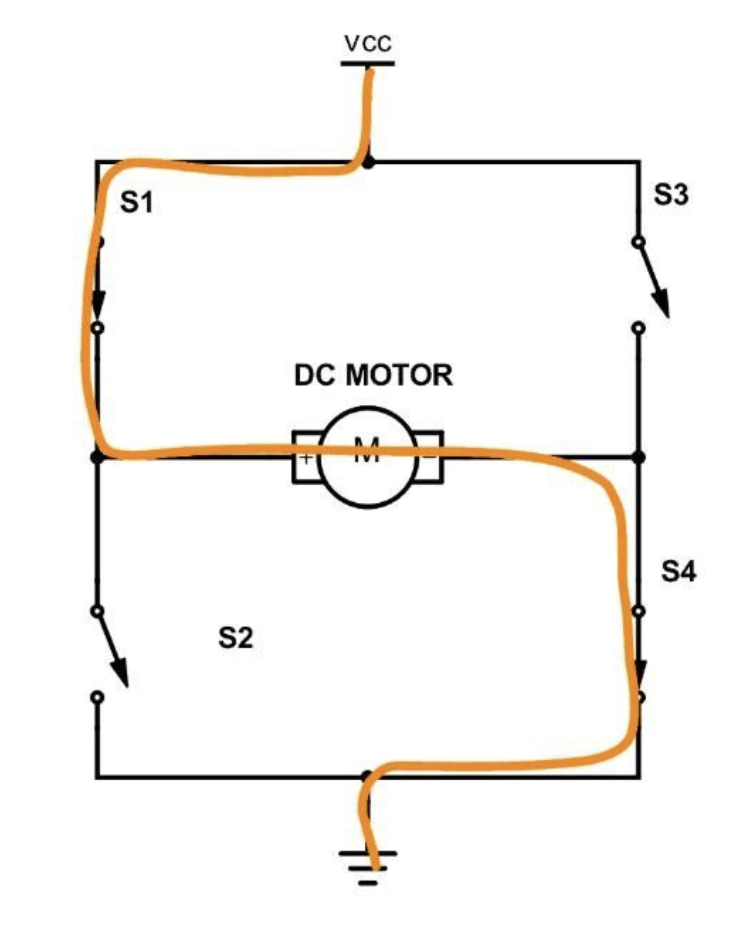 VCC
S1
S3
DC MOTOR
+ M −
S4
S2